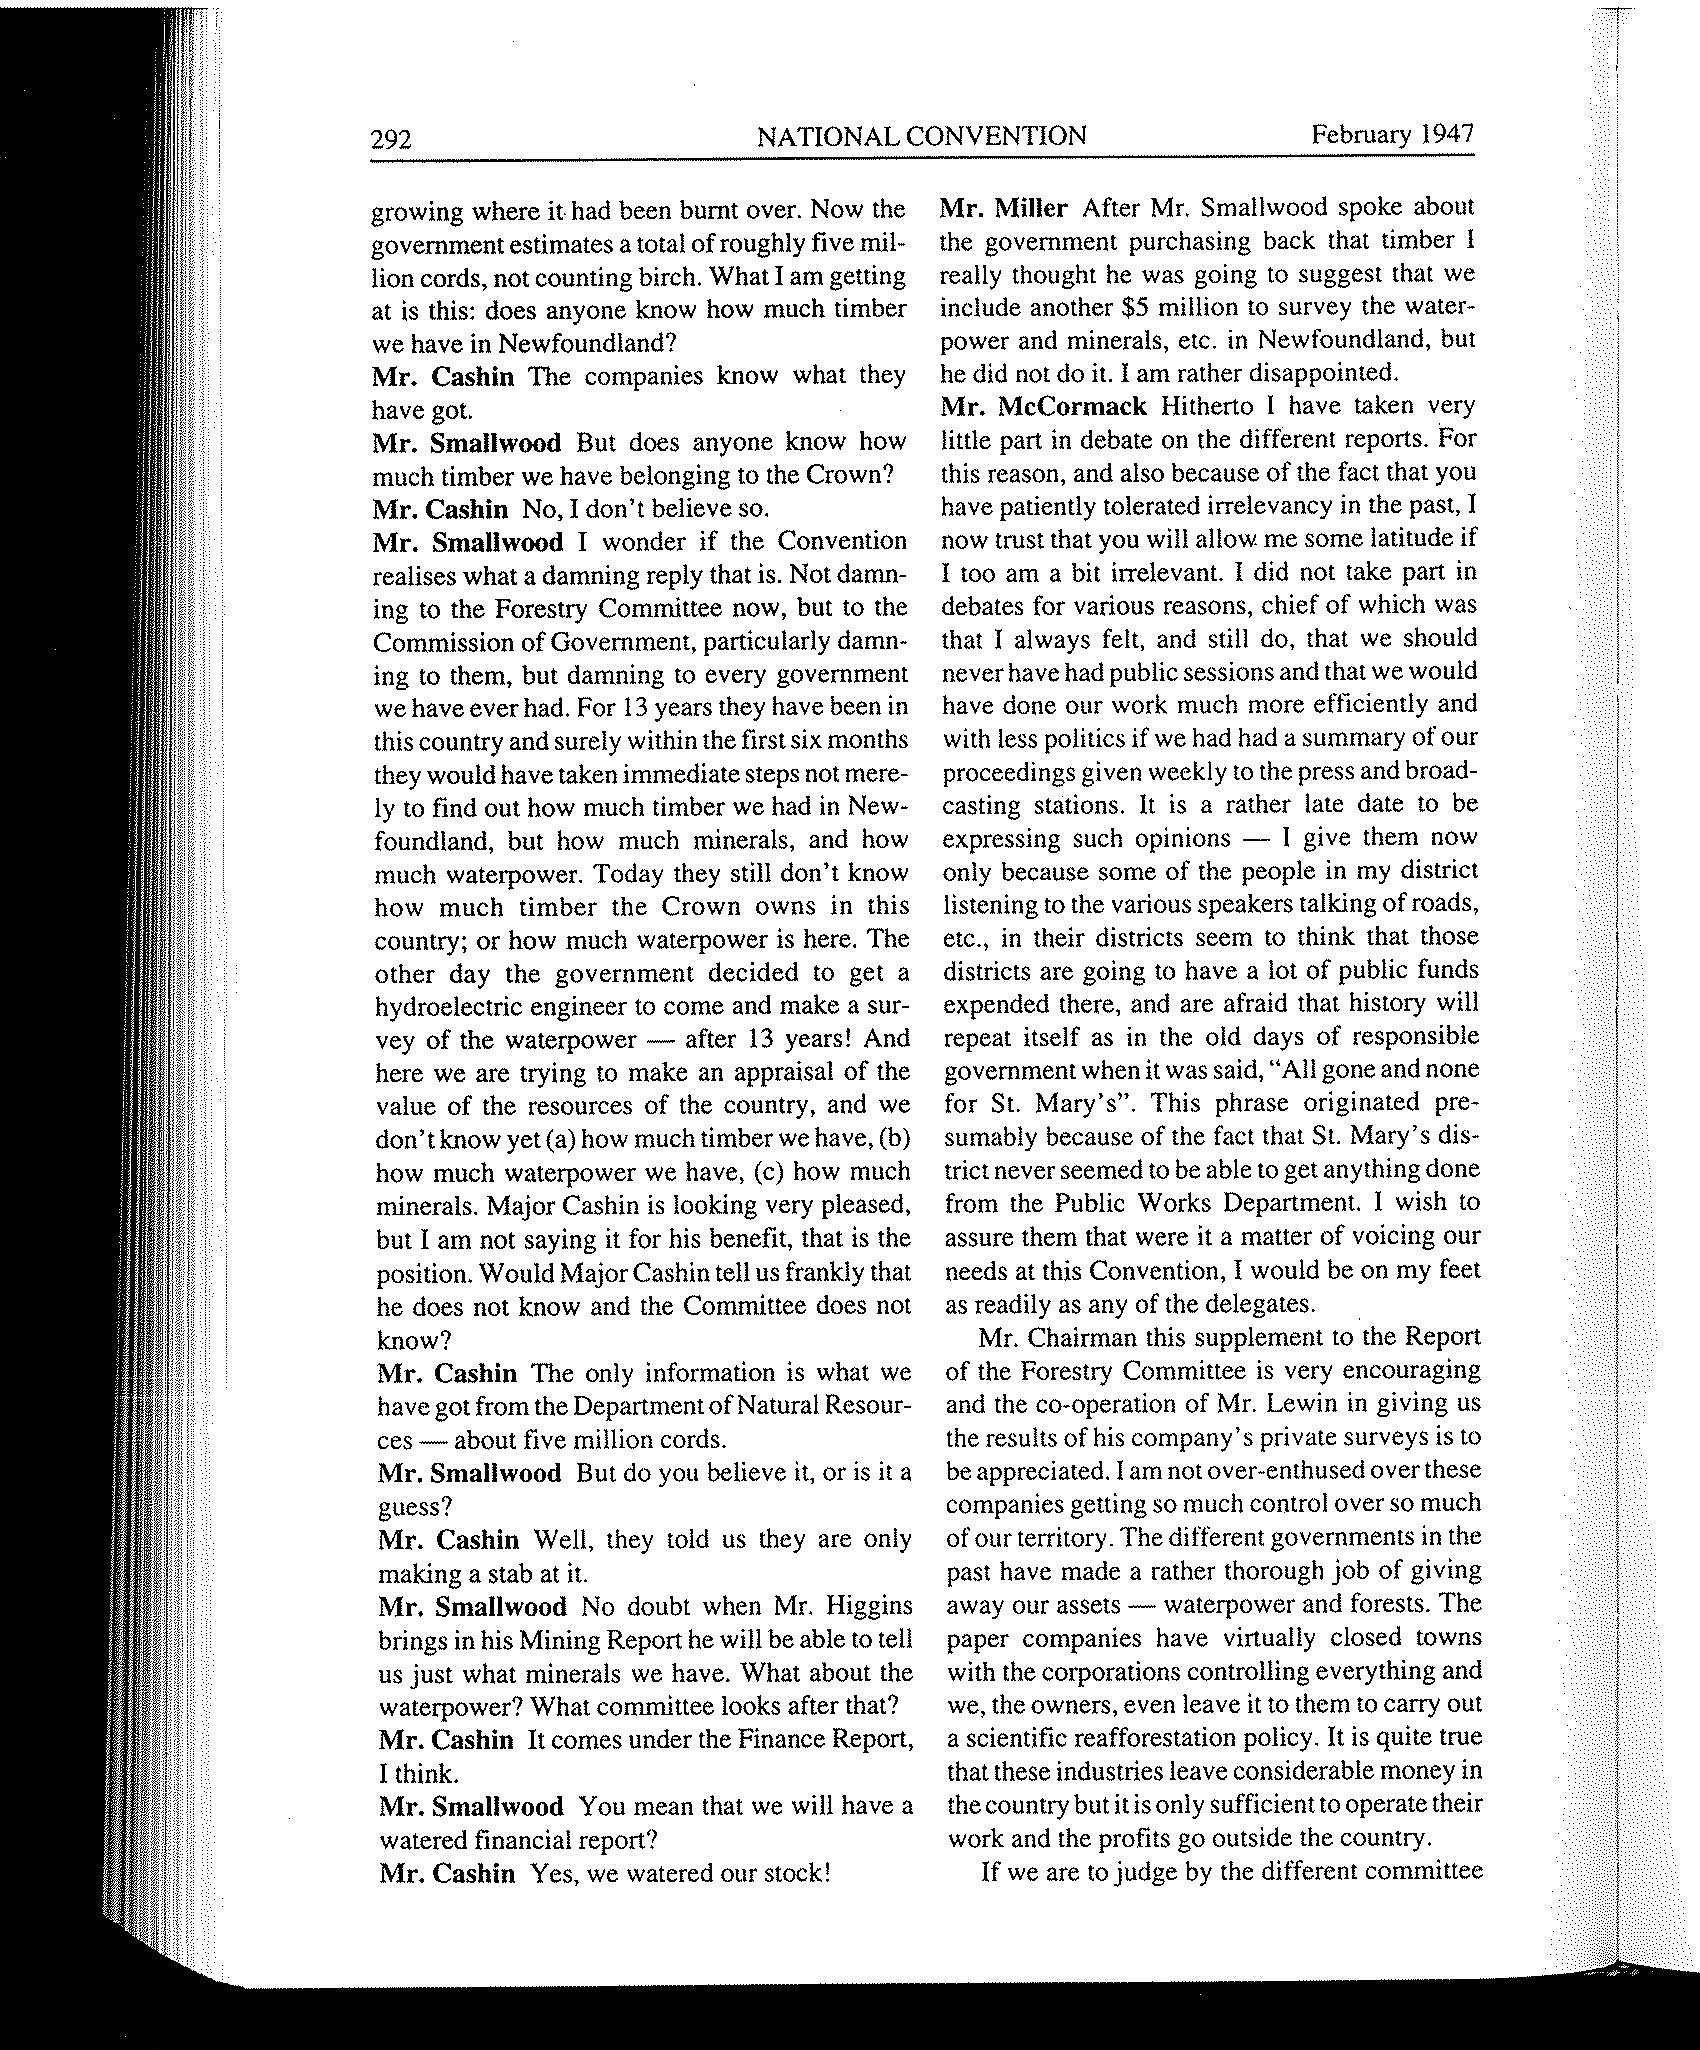 292 NATIONAL CONVENTION February 1947
growing where it had been burnt over. Now the
government estimates a total of roughly five mil-
lion cords, not counting birch. What I am getting
at is this: does anyone know how much timber
we have in Newfoundland?
Mr. Cashin The companies know what they
have got.
Mr. Smallwood But does anyone know how
much timber we have belonging to the Crown?
Mr. Cashin No, I don't believe so.
Mr. Smallwood I wonder if the Convention
realises what a damning reply that is. Not damn-
ing to the Forestry Committee now, but to the
Commission of Government, particularly damn-
ing to them, but damning to every government
we have ever had. For 13 years they have been in
this country and surely within the first six months
they would have taken immediate steps not mere-
ly to find out how much timber we had in New-
foundland, but how much minerals, and how
much waterpower. Today they still don't know
how much timber the Crown owns in this
country; or how much waterpower is here. The
other day the government decided to get a
hydroelectric engineer to come and make a sur-
vey of the waterpower — after 13 years! And
here we are trying to make an appraisal of the
value of the resources of the country, and we
don't know yet (a) how much timber we have, (b)
how much waterpower we have, (c) how much
minerals. Major Cashin is looking very pleased,
but I am not saying it for his benefit, that is the
position. Would Major Cashin tell us frankly that
he does not know and the Committee does not
know?
Mr. Cashin The only information is what we
have got from the Department of Natural Resour-
ces — about five million cords.
Mr. Smallwood But do you believe it, or is it a
guess?
Mr. Cashin Well, they told us they are only
making a stab at it.
Mr. Smallwood No doubt when Mr. Higgins
brings in his Mining Report he will be able to tell
us just what minerals we have. What about the
waterpower? What committee looks after that?
Mr. Cashin It comes under the Finance Report,
I think.
Mr. Smallwood You mean that we will have a
watered financial report?
Mr. Cashin Yes, we watered our stock!
Mr. Miller After Mr. Smallwood spoke about
the government purchasing back that timber I
really thought he was going to suggest that we
include another $5 million to survey the water-
power and minerals, etc. in Newfoundland, but
he did not do it. I am rather disappointed.
Mr. McCormack Hitherto I have taken very
little part in debate on the different reports. For
this reason, and also because of the fact that you
have patiently tolerated irrelevancy in the past, I
now trust that you will allow me some latitude if
I too am a bit irrelevant. I did not take part in
debates for various reasons, chief of which was
that I always felt, and still do, that we should
never have had public sessions and that we would
have done our work much more efficiently and
with less politics if we had had a summary of our
proceedings given weekly to the press and broad-
casting stations. It is a rather late date to be
expressing such opinions — I give them now
only because some of the people in my district
listening to the various speakers talking of roads,
etc., in their districts seem to think that those
districts are going to have a lot of public funds
expended there, and are afraid that history will
repeat itself as in the old days of responsible
government when it was said, "All gone and none
for St. Mary's". This phrase originated pre-
sumably because of the fact that St. Mary's dis-
trict never seemed to be able to get anything done
from the Public Works Department. I wish to
assure them that were it a matter of voicing our
needs at this Convention, I would be on my feet
as readily as any of the delegates.
Mr. Chairman this supplement to the Report
of the Forestry Committee is very encouraging
and the co-operation of Mr. Lewin in giving us
the results of his company's private surveys is to
be appreciated. I am not over-enthused over these
companies getting so much control over so much
of our territory. The different governments in the
past have made a rather thorough job of giving
away our assets — waterpower and forests. The
paper companies have virtually closed towns
with the corporations controlling everything and
we, the owners, even leave it to them to carry out
a scientific reafforestation policy. It is quite true
that these industries leave considerable money in
the country but it is only sufficient to operate their
work and the profits go outside the country.
If we are to judge by the different committee